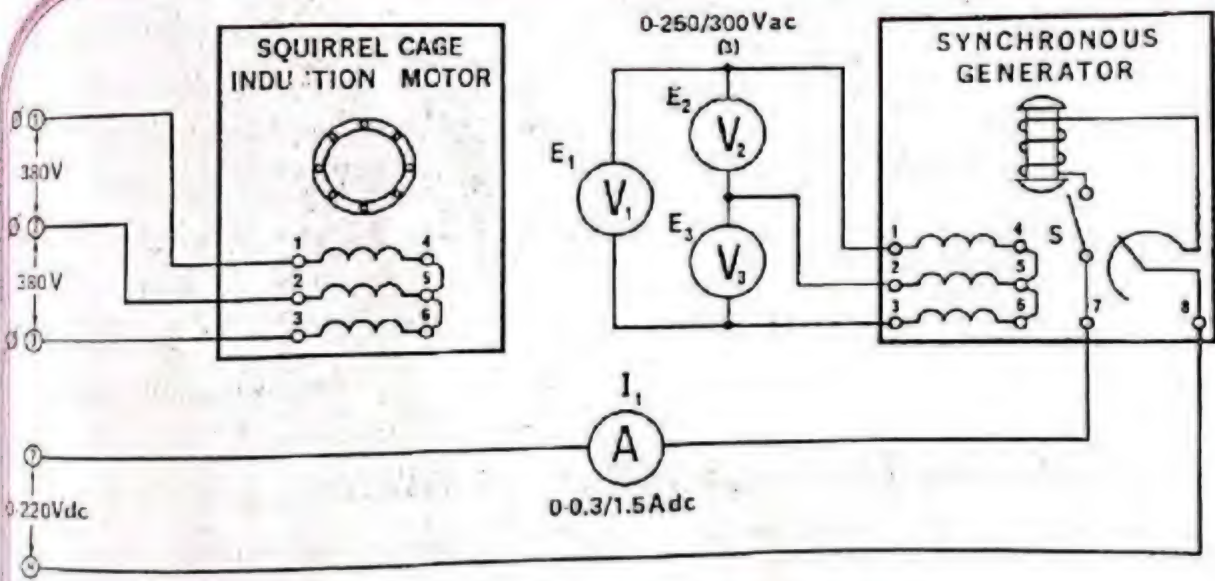 SQUIRREL CAGE
INDU TION MOTOR
1
4
2
5
3
6
380V
380V
0-250/300Vac
(3)
E₂
V₂
E₁
V₁
E₃
V₃
SYNCHRONOUS
GENERATOR
1
4
2
5
3
6
S
7
8
I₁
A
0-0.3/1.5Adc
0-220Vdc